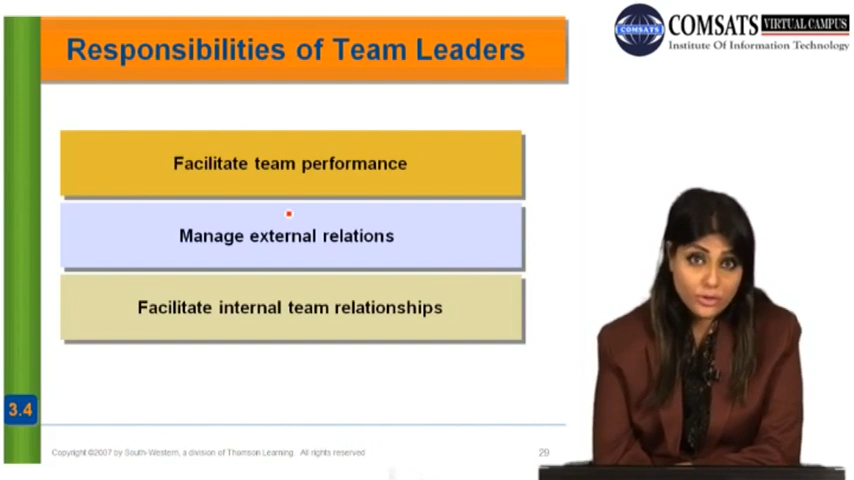 Responsibilities of Team Leaders
COMSATS VIRTUAL CAMPUS
Institute Of Information Technology
COMSATS
Facilitate team performance
Manage external relations
Facilitate internal team relationships
3.4
Copyright ©2007 by South-Western, a division of Thomson Learning. All rights reserved
29